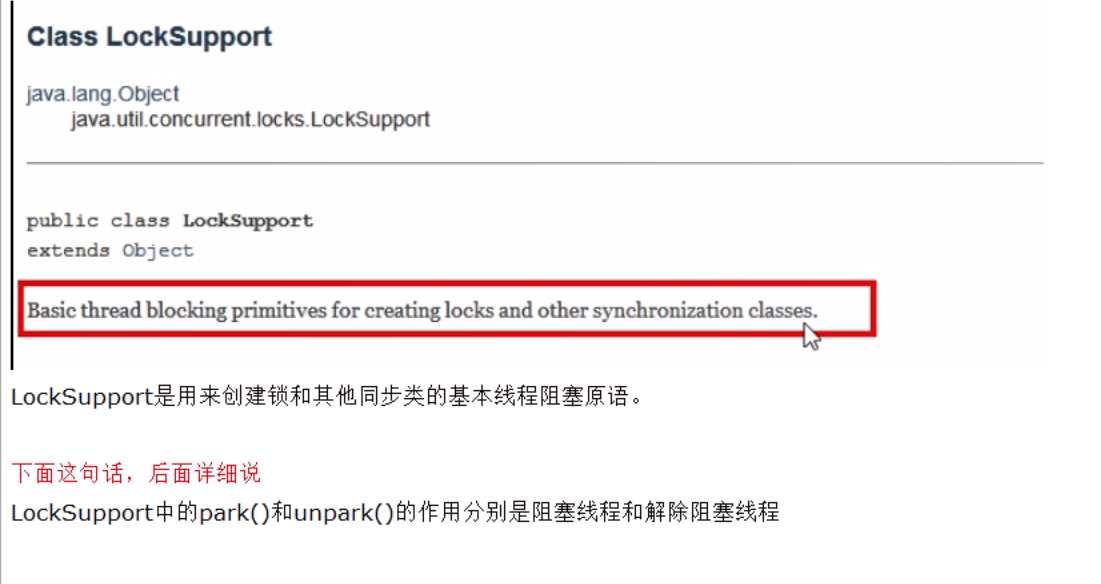 Class LockSupport
java.lang.Object
java.util.concurrent.locks.LockSupport
public class LockSupport
extends Object
Basic thread blocking primitives for creating locks and other synchronization classes.
LockSupport是用来创建锁和其他同步类的基本线程阻塞原语。
下面这句话，后面详细说
LockSupport中的park()和unpark()的作用分别是阻塞线程和解除阻塞线程